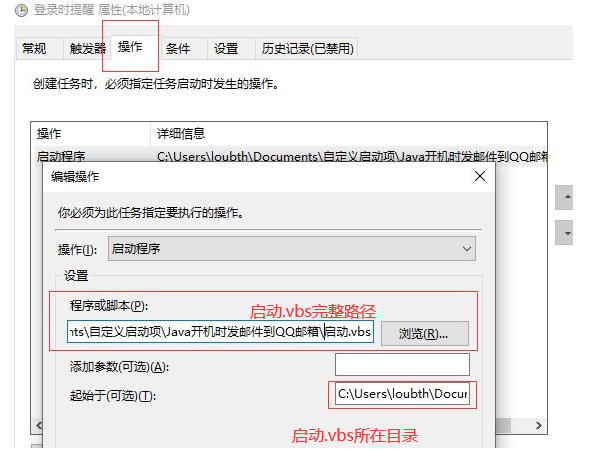 登录时提醒 属性(本地计算机)
常规 触发器 操作 条件 设置 历史记录(已禁用)
创建任务时，必须指定任务启动时发生的操作。
操作 详细信息
启动程序 C:\Users\loubth\Documents\自定义启动项\Java开机时发邮件到QQ邮箱
编辑操作
你必须为此任务指定要执行的操作。
操作(I): 启动程序
设置
程序或脚本(P): 启动.vbs完整路径
nts\自定义启动项\Java开机时发邮件到QQ邮箱\启动.vbs 浏览(R)...
添加参数(可选)(A):
起始于(可选)(T): C:\Users\loubth\Docur
启动.vbs所在目录